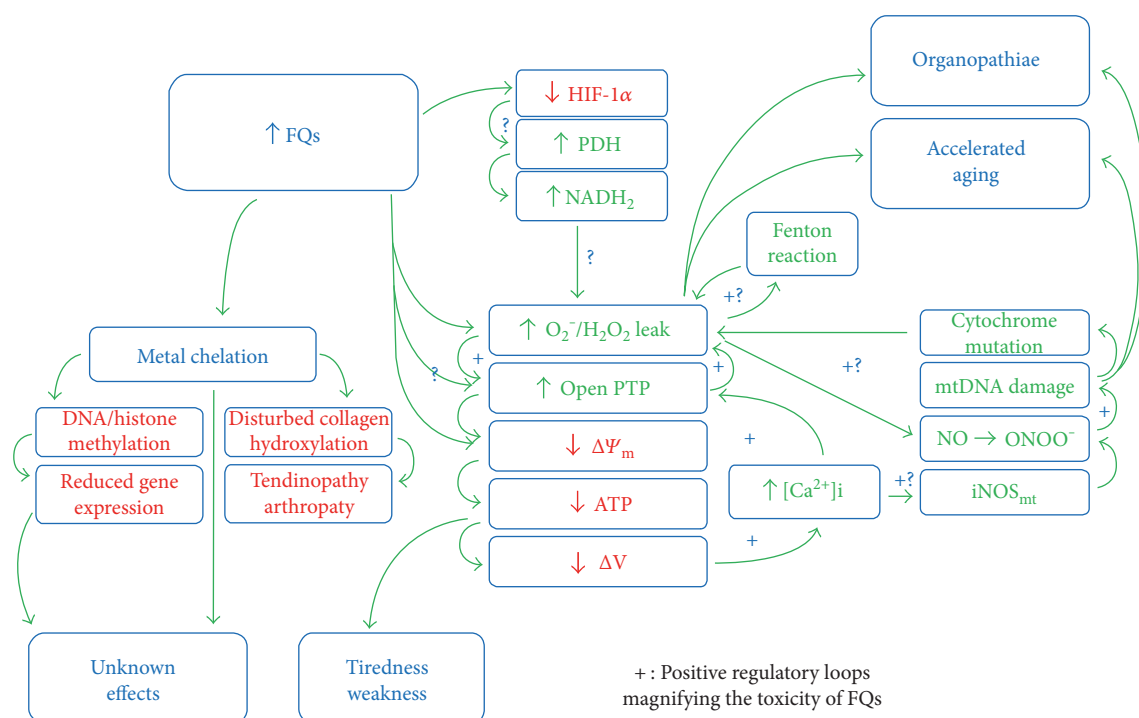 ↑ FQs
↓ HIF-1α
?
↑ PDH
↑ NADH₂
?
Organopathiae
Accelerated
aging
Fenton
reaction
+?
↑ O₂⁻/H₂O₂ leak
+
?
↑ Open PTP
+
↓ ΔΨₘ
↓ ATP
↓ ΔV
+
+
↑ [Ca²⁺]i
+?
+?
Cytochrome
mutation
mtDNA damage
+
NO → ONOO⁻
iNOSₘₜ
Metal chelation
DNA/histone
methylation
Reduced gene
expression
Disturbed collagen
hydroxylation
Tendinopathy
arthropaty
Unknown
effects
Tiredness
weakness
+ : Positive regulatory loops
magnifying the toxicity of FQs